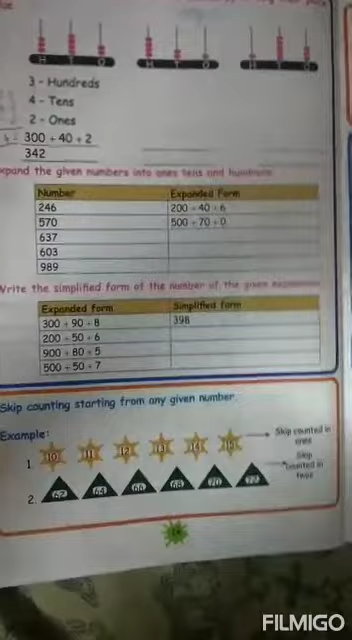 H T O H T O H T O
3 - Hundreds
4 - Tens
2 - Ones
300 + 40 + 2
342
xpand the given numbers into ones tens and hundreds
Number Expanded Form
246 200 + 40 + 6
570 500 + 70 + 0
637
603
989
Write the simplified form of the number of the given expansion
Expanded form Simplified form
300 + 90 + 8 398
200 + 50 + 6
900 + 80 + 5
500 + 50 + 7
Skip counting starting from any given number.
Example:
1. 10 11 12 13 14 15 Skip counted in ones
2. 62 64 66 68 70 72 Skip counted in twos
FILMIGO